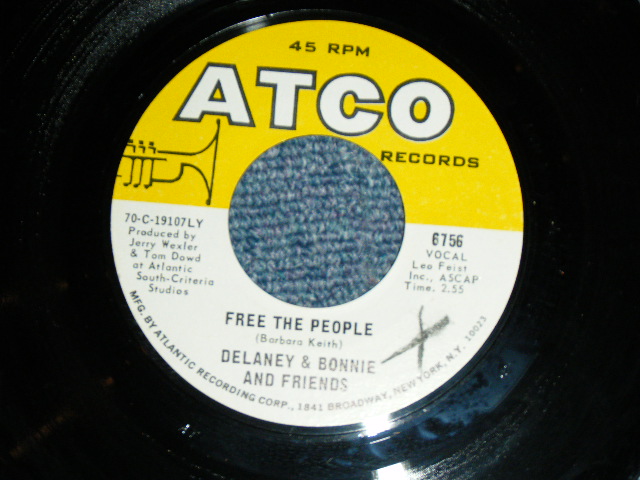 45 RPM
ATCO
RECORDS
70-C-19107LY
Produced by
Jerry Wexler
& Tom Dowd
at Atlantic
South-Criteria
Studios
6756
VOCAL
Leo Feist
Inc., ASCAP
Time. 2.55
FREE THE PEOPLE
(Barbara Keith)
DELANEY & BONNIE
AND FRIENDS
MFG. BY ATLANTIC RECORDING CORP., 1841 BROADWAY, NEW YORK, N.Y. 10023